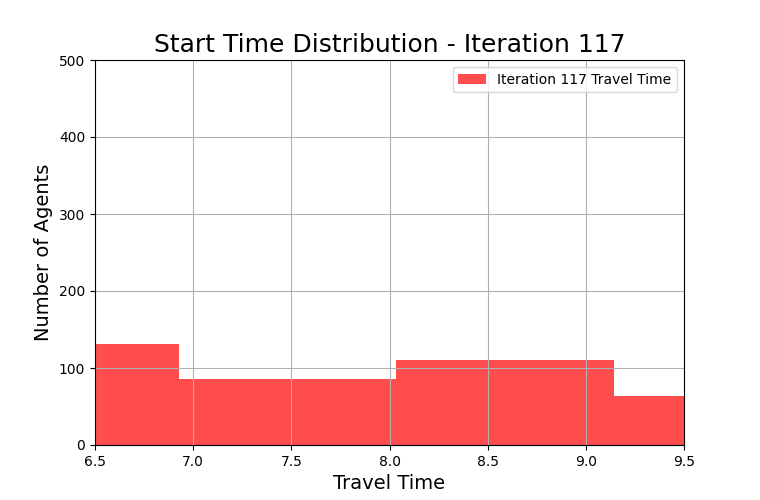 Start Time Distribution - Iteration 117
Iteration 117 Travel Time
Number of Agents
500
400
300
200
100
0
6.5 7.0 7.5 8.0 8.5 9.0 9.5
Travel Time